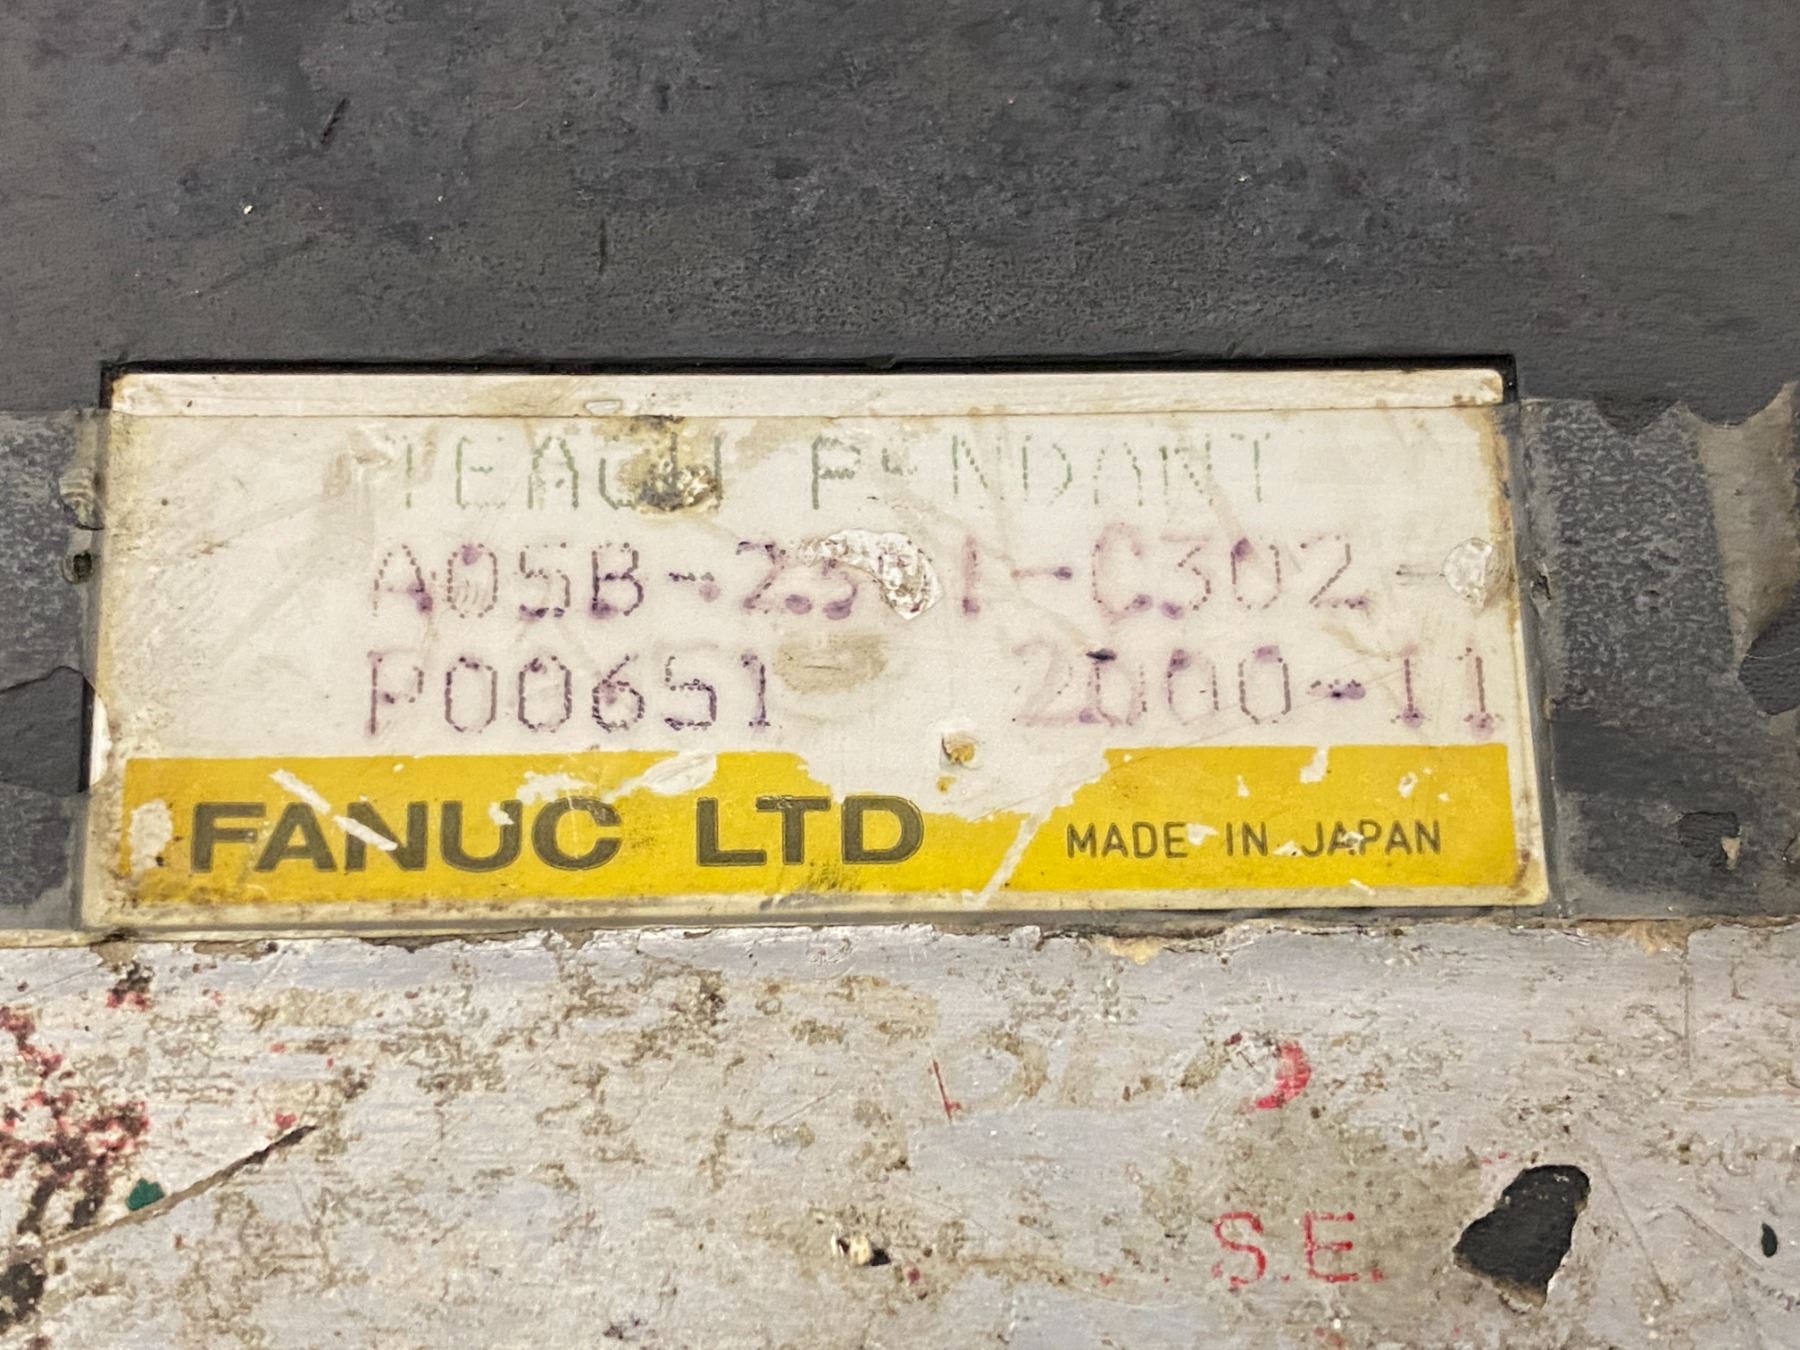 TEACH PENDANT
A05B-2301-C302-
P00651 2000-11
FANUC LTD MADE IN JAPAN
S.E.